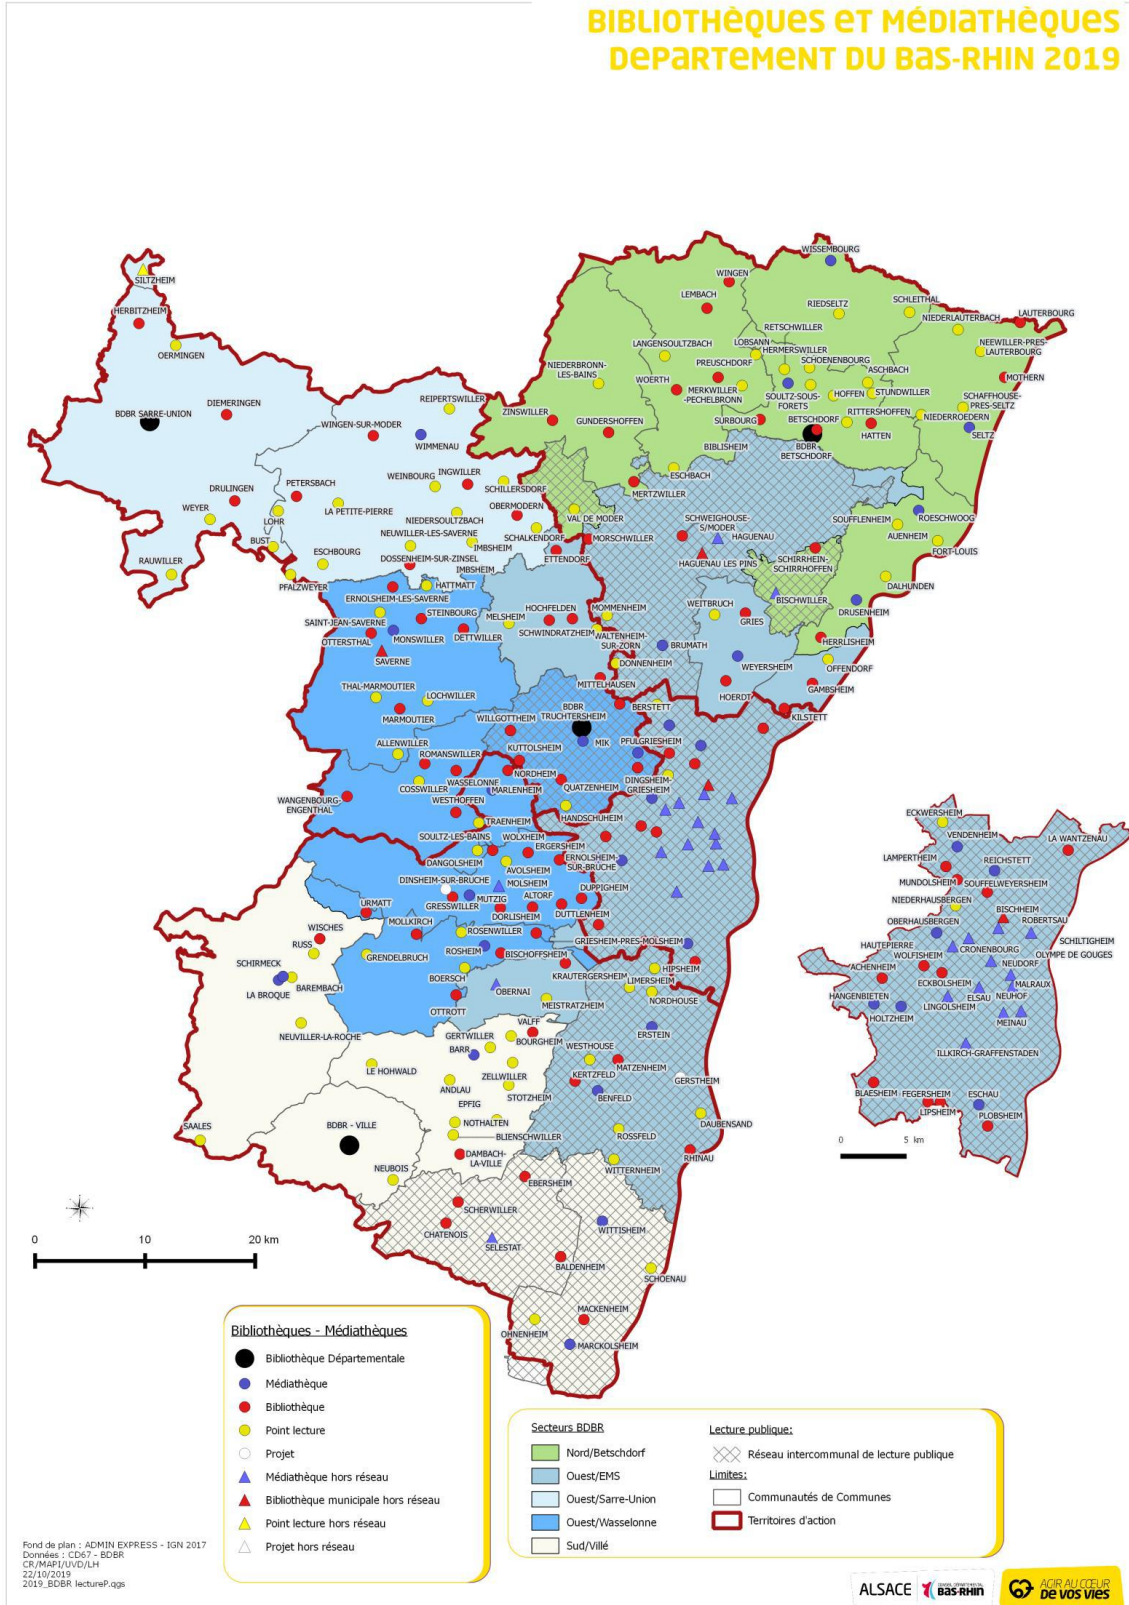 BIBLIOTHÈQUES ET MÉDIATHÈQUES
DEPARTEMENT DU BAS-RHIN 2019
WISSEMBOURG
SILTZHEIM
WINGEN
LEMBACH
RIEDSELTZ
SCHLEITHAL
HERBITZHEIM
NIEDERLAUTERBACH
LAUTERBOURG
RETSCHWILLER
OERMINGEN
LANGENSOULTZBACH
LOBSANN
HERMERSWILLER
NEEWILLER-PRES-
LAUTERBOURG
PREUSCHDORF
SCHOENENBOURG
NIEDERBRONN-
LES-BAINS
WOERTH
ASCHBACH
MOTHERN
MERKWILLER
-PECHELBRONN
SOULTZ-SOUS-
FORETS
HOFFEN
STUNDWILLER
SCHAFFHOUSE-
PRES-SELTZ
REIPERTSWILLER
DIEMERINGEN
BDBR SARRE-UNION
ZINSWILLER
GUNDERSHOFFEN
SURBOURG
BETSCHDORF
RITTERSHOFFEN
NIEDERROEDERN
WINGEN-SUR-MODER
WIMMENAU
HATTEN
SELTZ
BIBLISHEIM
BDBR
BETSCHDORF
WEINBOURG
INGWILLER
ESCHBACH
PETERSBACH
SCHILLERSDORF
MERTZWILLER
DRULINGEN
LA PETITE-PIERRE
OBERMODERN
WEYER
LOHR
NIEDERSOULTZBACH
VAL DE MODER
SCHWEIGHOUSE-
S/MODER
SOUFFLENHEIM
ROESCHWOOG
NEUWILLER-LES-SAVERNE
SCHALKENDORF
MORSCHWILLER
HAGUENAU
AUENHEIM
BUST
ESCHBOURG
IMBSHEIM
DOSSENHEIM-SUR-ZINSEL
ETTENDORF
HAGUENAU LES PINS
SCHIRRHEIN-
SCHIRRHOFFEN
FORT-LOUIS
RAUWILLER
IMBSHEIM
PFALZWEYER
HATTMATT
DALHUNDEN
ERNOLSHEIM-LES-SAVERNE
BISCHWILLER
WEITBRUCH
HOCHFELDEN
MOMMENHEIM
DRUSENHEIM
STEINBOURG
MELSHEIM
GRIES
SAINT-JEAN-SAVERNE
SCHWINDRATZHEIM
MONSWILLER
DETTWILLER
WALTENHEIM-
SUR-ZORN
BRUMATH
HERRLISHEIM
OTTERSTHAL
SAVERNE
DONNENHEIM
WEYERSHEIM
OFFENDORF
MITTELHAUSEN
GAMBSHEIM
THAL-MARMOUTIER
LOCHWILLER
HOERDT
BERSTETT
KILSTETT
MARMOUTIER
WILLGOTTHEIM
BDBR
TRUCHTERSHEIM
MIK
PFULGRIESHEIM
ALLENWILLER
ROMANSWILLER
KUTTOLSHEIM
NORDHEIM
DINGSHEIM-
GRIESHEIM
WASSELONNE
COSSWILLER
MARLENHEIM
QUATZENHEIM
WANGENBOURG-
ENGENTHAL
WESTHOFFEN
TRAENHEIM
HANDSCHUHEIM
SOULTZ-LES-BAINS
WOLXHEIM
ERGERSHEIM
DANGOLSHEIM
AVOLSHEIM
ERNOLSHEIM-
SUR-BRUCHE
DINSHEIM-SUR-BRUCHE
MOLSHEIM
DUPPIGHEIM
MUTZIG
ALTORF
GRESSWILLER
URMATT
DORLISHEIM
DUTTLENHEIM
MOLLKIRCH
ROSENWILLER
WISCHES
GRIESHEIM-PRES-MOLSHEIM
RUSS
GRENDELBRUCH
ROSHEIM
BISCHOFFSHEIM
SCHIRMECK
KRAUTERGERSHEIM
HIPSHEIM
BAREMBACH
BOERSCH
LIMERSHEIM
LA BROQUE
OBERNAI
NORDHOUSE
OTTROTT
MEISTRATZHEIM
NEUVILLER-LA-ROCHE
VALFF
ERSTEIN
GERTWILLER
BOURGHEIM
BARR
WESTHOUSE
LE HOHWALD
MATZENHEIM
ZELLWILLER
KERTZFELD
GERSTHEIM
ANDLAU
STOTZHEIM
BENFELD
EPFIG
NOTHALTEN
DAUBENSAND
SAALES
BDBR - VILLE
ROSSFELD
BLIENSCHWILLER
DAMBACH-
LA-VILLE
RHINAU
NEUBOIS
WITTERNHEIM
EBERSHEIM
SCHERWILLER
CHATENOIS
WITTISHEIM
SELESTAT
BALDENHEIM
SCHOENAU
MACKENHEIM
OHNENHEIM
MARCKOLSHEIM
ECKWERSHEIM
VENDENHEIM
LA WANTZENAU
LAMPERTHEIM
REICHSTETT
MUNDOLSHEIM
SOUFFELWEYERSHEIM
NIEDERHAUSBERGEN
BISCHHEIM
OBERHAUSBERGEN
ROBERTSAU
HAUTEPIERRE
CRONENBOURG
SCHILTIGHEIM
WOLFISHEIM
OLYMPE DE GOUGES
ACHENHEIM
NEUDORF
ECKBOLSHEIM
MALRAUX
HANGENBIETEN
ELSAU
NEUHOF
LINGOLSHEIM
HOLTZHEIM
MEINAU
ILLKIRCH-GRAFFENSTADEN
BLAESHEIM
FEGERSHEIM
ESCHAU
LIPSHEIM
PLOBSHEIM
0 5 km
0 10 20 km
Bibliothèques - Médiathèques
Bibliothèque Départementale
Médiathèque
Bibliothèque
Point lecture
Projet
Médiathèque hors réseau
Bibliothèque municipale hors réseau
Point lecture hors réseau
Projet hors réseau
Secteurs BDBR
Nord/Betschdorf
Ouest/EMS
Ouest/Sarre-Union
Ouest/Wasselonne
Sud/Villé
Lecture publique:
Réseau intercommunal de lecture publique
Limites:
Communautés de Communes
Territoires d'action
Fond de plan : ADMIN EXPRESS - IGN 2017
Données : CD67 - BDBR
CR/MAPI/UVD/LH
22/10/2019
2019_BDBR lectureP.qgs
ALSACE
CONSEIL DÉPARTEMENTAL
BAS-RHIN
AGIR AU CŒUR
DE VOS VIES